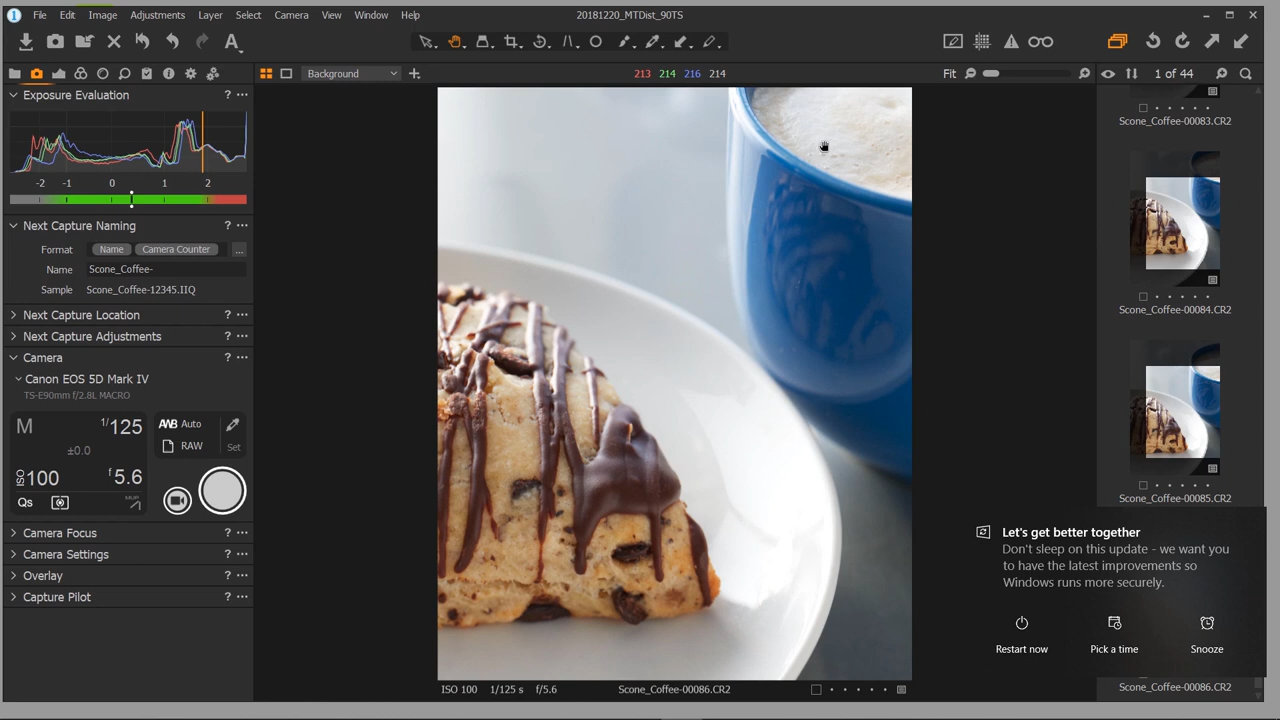 File Edit Image Adjustments Layer Select Camera View Window Help
20181220_MTDist_90TS
Background
213 214 216 214
Fit
1 of 44
Exposure Evaluation ? ...
-2 -1 0 1 2
Next Capture Naming ? ...
Format Name Camera Counter ...
Name Scone_Coffee-
Sample Scone_Coffee-12345.IIQ
Next Capture Location ? ...
Next Capture Adjustments ? ...
Camera ? ...
Canon EOS 5D Mark IV
TS-E90mm f/2.8L MACRO
M 1/125
±0.0
ISO 100 f 5.6
Qs
MUP
AWB Auto
RAW Set
Camera Focus ? ...
Camera Settings ? ...
Overlay ? ...
Capture Pilot ? ...
ISO 100 1/125 s f/5.6 Scone_Coffee-00086.CR2
Scone_Coffee-00083.CR2
Scone_Coffee-00084.CR2
Scone_Coffee-00085.CR2
Let's get better together
Don't sleep on this update - we want you
to have the latest improvements so
Windows runs more securely.
Restart now Pick a time Snooze
Scone_Coffee-00086.CR2